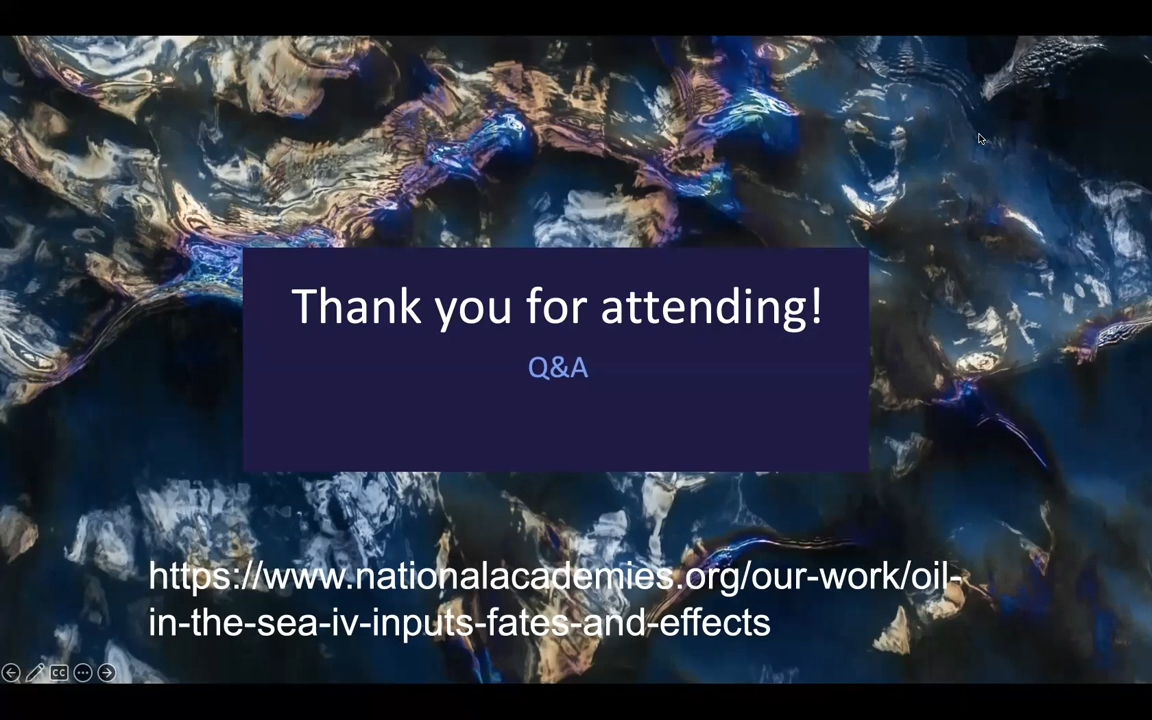 Thank you for attending!
Q&A
https://www.nationalacademies.org/our-work/oil-
in-the-sea-iv-inputs-fates-and-effects
CC